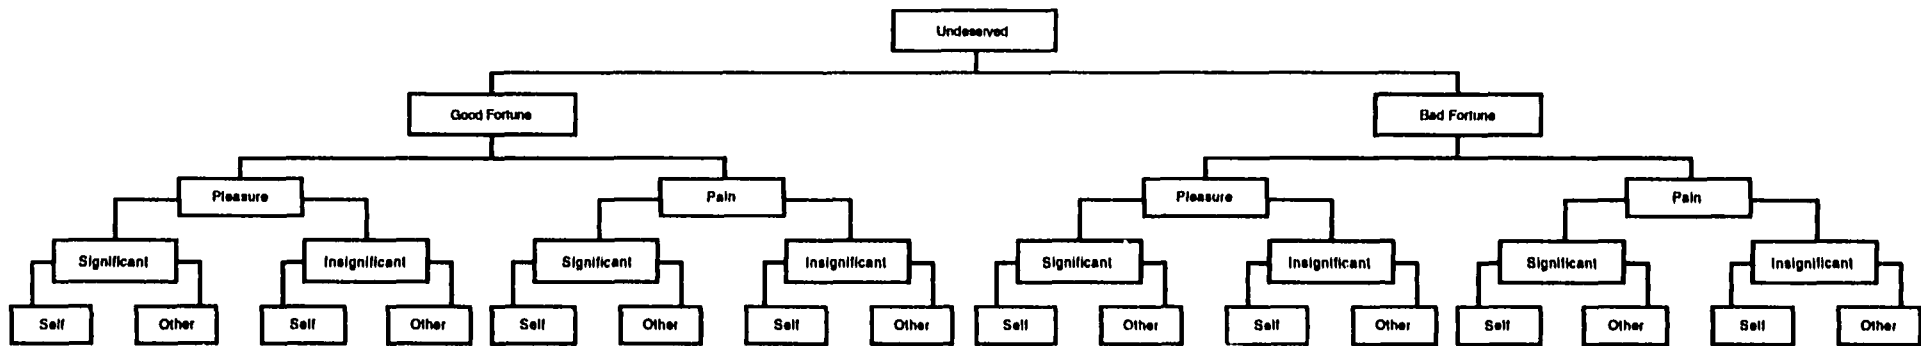 Undeserved
Good Fortune
Bad Fortune
Pleasure
Pain
Pleasure
Pain
Significant
Insignificant
Significant
Insignificant
Significant
Insignificant
Significant
Insignificant
Self
Other
Self
Other
Self
Other
Self
Other
Self
Other
Self
Other
Self
Other
Self
Other